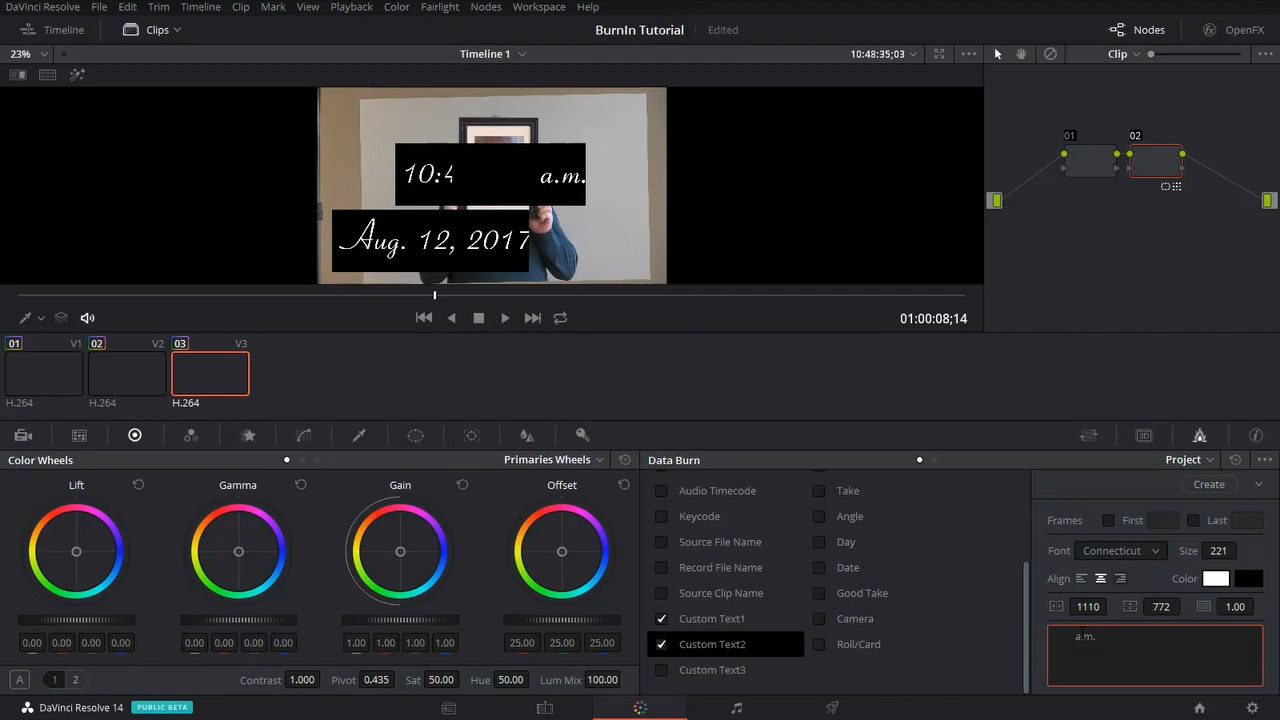 DaVinci Resolve File Edit Trim Timeline Clip Mark View Playback Color Fairlight Nodes Workspace Help
Timeline Clips BurnIn Tutorial Edited Nodes OpenFX
23% Timeline 1 10:48:35;03 Clip
01 02
10:4 a.m.
Aug. 12, 2017
01:00:08;14
01 V1 02 V2 03 V3
H.264 H.264 H.264
Color Wheels Primaries Wheels Data Burn Project
Lift Gamma Gain Offset
0.00 0.00 0.00 0.00 0.00 0.00 0.00 0.00 1.00 1.00 1.00 1.00 25.00 25.00 25.00
A 1 2 Contrast 1.000 Pivot 0.435 Sat 50.00 Hue 50.00 Lum Mix 100.00
Audio Timecode Take
Keycode Angle
Source File Name Day
Record File Name Date
Source Clip Name Good Take
Custom Text1 Camera
Custom Text2 Roll/Card
Custom Text3
Create
Frames First Last
Font Connecticut Size 221
Align Color
1110 772 1.00
a.m.
DaVinci Resolve 14 PUBLIC BETA